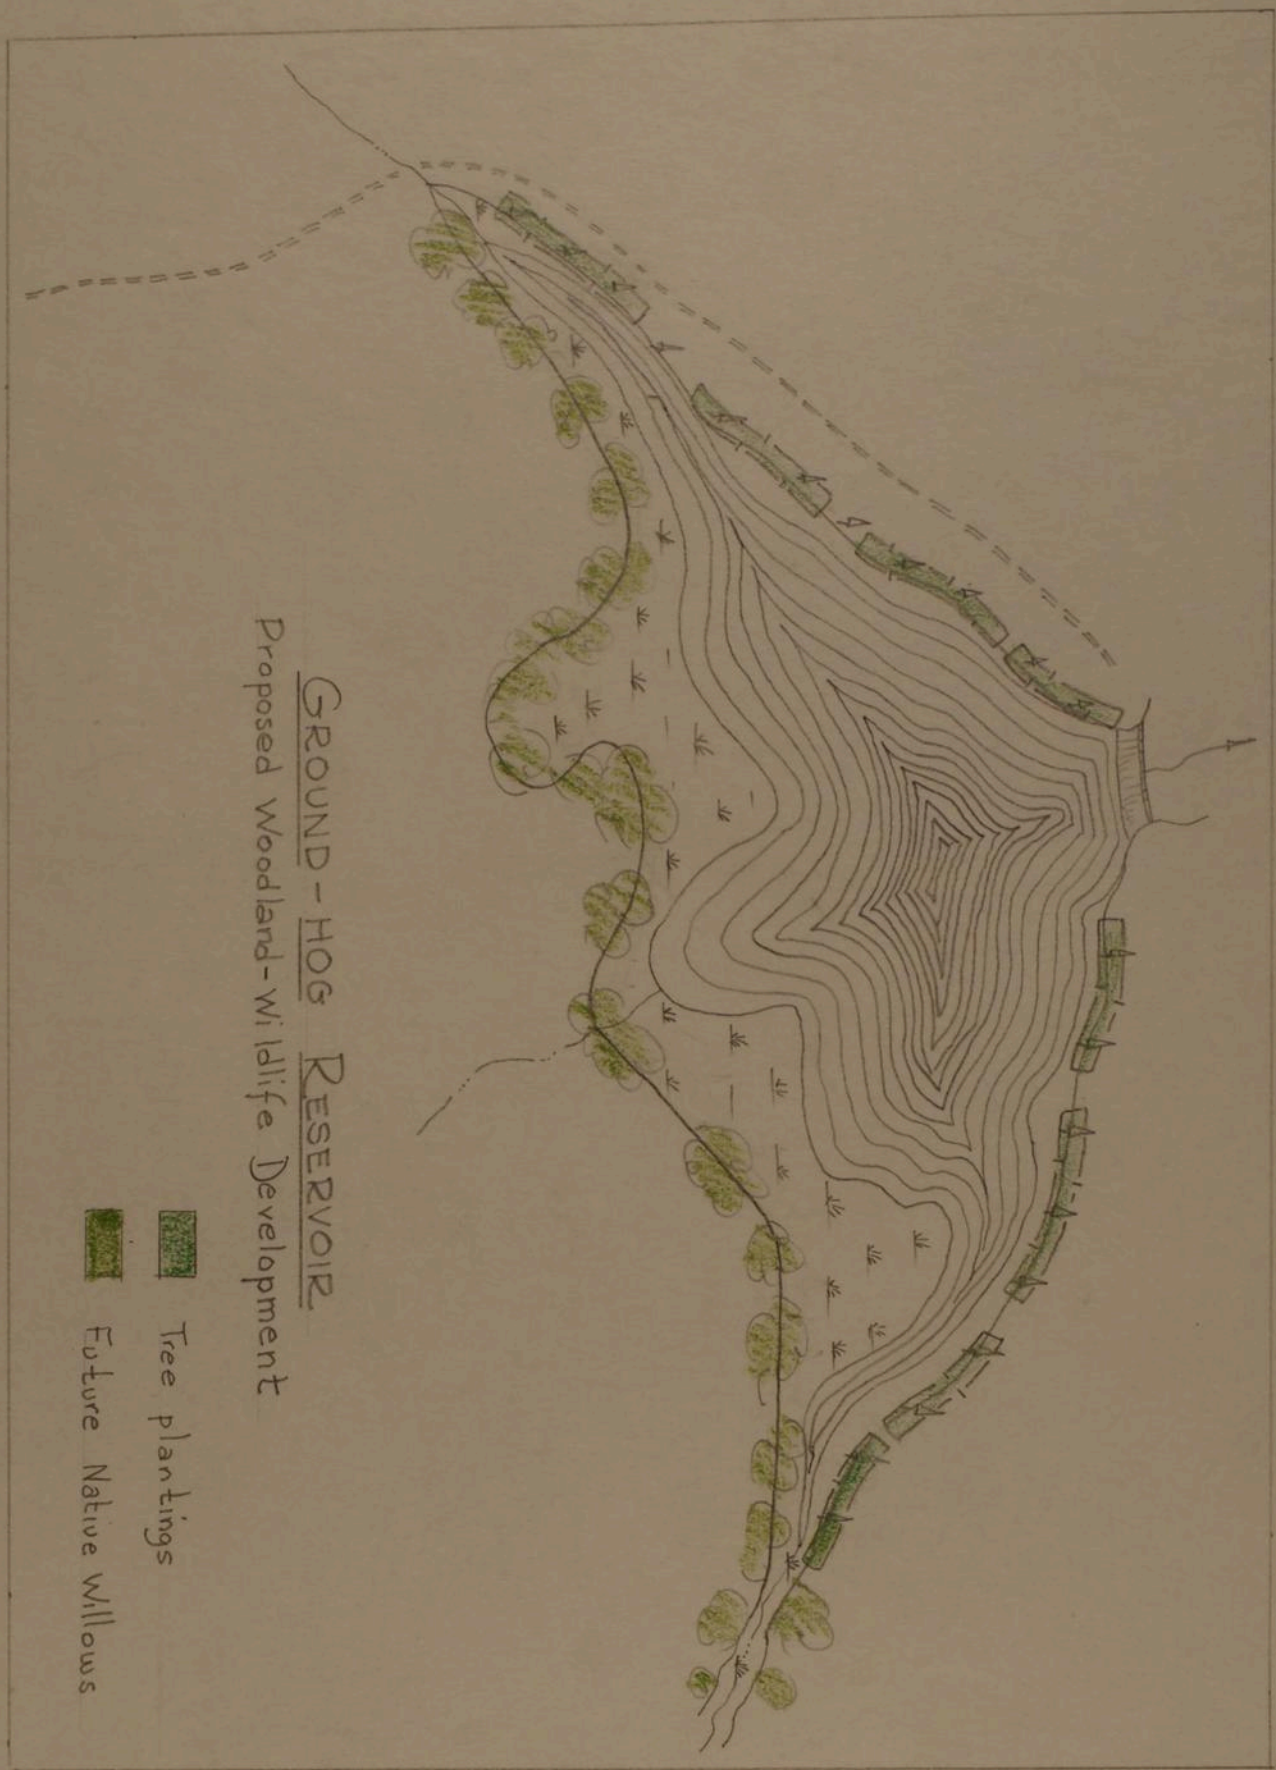 GROUND-HOG RESERVOIR
Proposed Woodland-Wildlife Development
Tree plantings
Future Native Willows